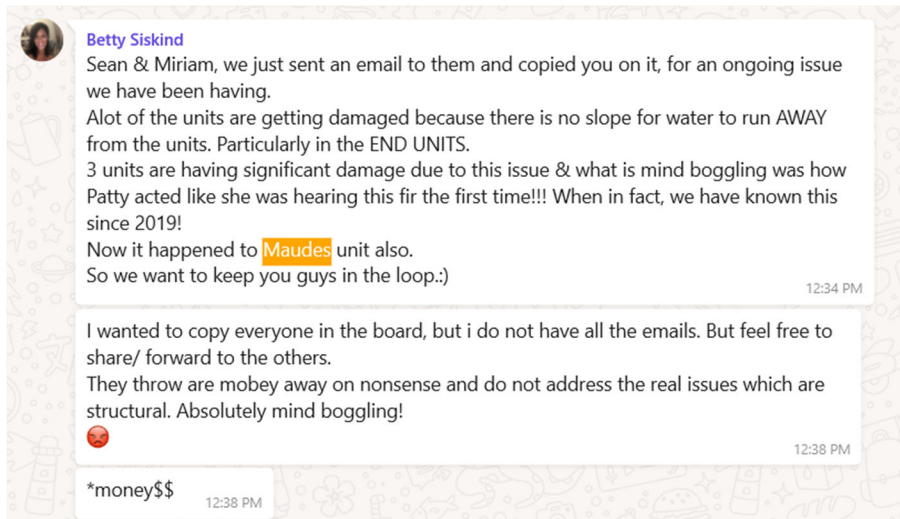 Betty Siskind
Sean & Miriam, we just sent an email to them and copied you on it, for an ongoing issue
we have been having.
Alot of the units are getting damaged because there is no slope for water to run AWAY
from the units. Particularly in the END UNITS.
3 units are having significant damage due to this issue & what is mind boggling was how
Patty acted like she was hearing this fir the first time!!! When in fact, we have known this
since 2019!
Now it happened to Maudes unit also.
So we want to keep you guys in the loop.:)
12:34 PM
I wanted to copy everyone in the board, but i do not have all the emails. But feel free to
share/ forward to the others.
They throw are mobey away on nonsense and do not address the real issues which are
structural. Absolutely mind boggling!
😡
12:38 PM
*money$$
12:38 PM